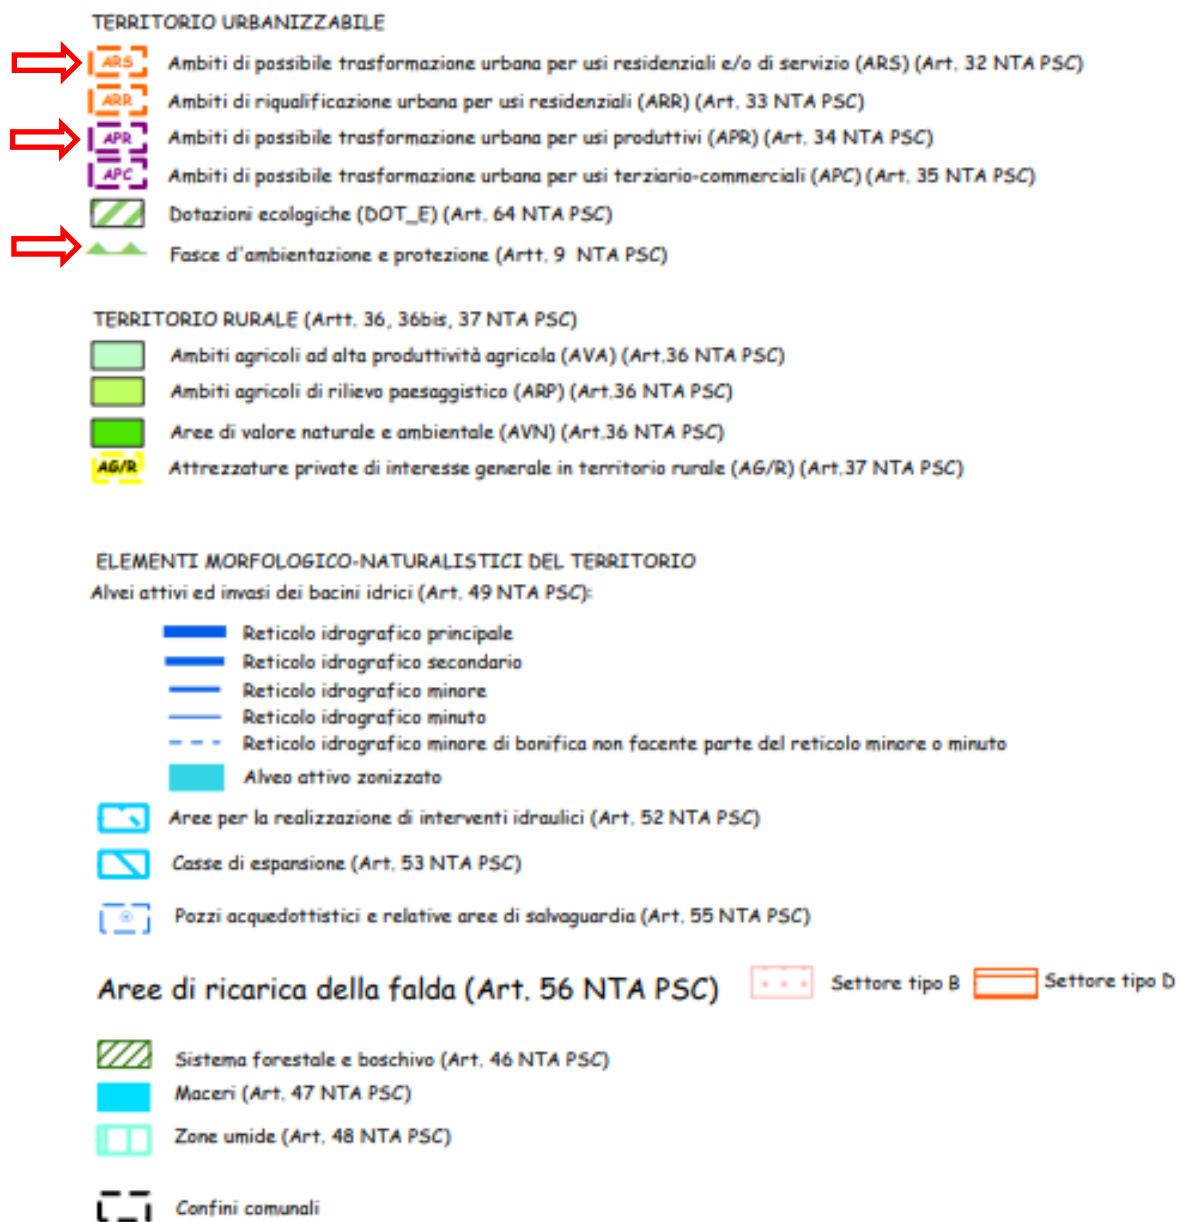 TERRITORIO URBANIZZABILE
ARS Ambiti di possibile trasformazione urbana per usi residenziali e/o di servizio (ARS) (Art. 32 NTA PSC)
ARR Ambiti di riqualificazione urbana per usi residenziali (ARR) (Art. 33 NTA PSC)
APR Ambiti di possibile trasformazione urbana per usi produttivi (APR) (Art. 34 NTA PSC)
APC Ambiti di possibile trasformazione urbana per usi terziario-commerciali (APC) (Art. 35 NTA PSC)
Dotazioni ecologiche (DOT_E) (Art. 64 NTA PSC)
Fasce d'ambientazione e protezione (Artt. 9 NTA PSC)
TERRITORIO RURALE (Artt. 36, 36bis, 37 NTA PSC)
Ambiti agricoli ad alta produttività agricola (AVA) (Art.36 NTA PSC)
Ambiti agricoli di rilievo paesaggistico (ARP) (Art.36 NTA PSC)
Aree di valore naturale e ambientale (AVN) (Art.36 NTA PSC)
AG/R Attrezzature private di interesse generale in territorio rurale (AG/R) (Art.37 NTA PSC)
ELEMENTI MORFOLOGICO-NATURALISTICI DEL TERRITORIO
Alvei attivi ed invasi dei bacini idrici (Art. 49 NTA PSC):
Reticolo idrografico principale
Reticolo idrografico secondario
Reticolo idrografico minore
Reticolo idrografico minuto
Reticolo idrografico minore di bonifica non facente parte del reticolo minore o minuto
Alveo attivo zonizzato
Aree per la realizzazione di interventi idraulici (Art. 52 NTA PSC)
Casse di espansione (Art. 53 NTA PSC)
Pozzi acquedottistici e relative aree di salvaguardia (Art. 55 NTA PSC)
Aree di ricarica della falda (Art. 56 NTA PSC) Settore tipo B Settore tipo D
Sistema forestale e boschivo (Art. 46 NTA PSC)
Maceri (Art. 47 NTA PSC)
Zone umide (Art. 48 NTA PSC)
Confini comunali